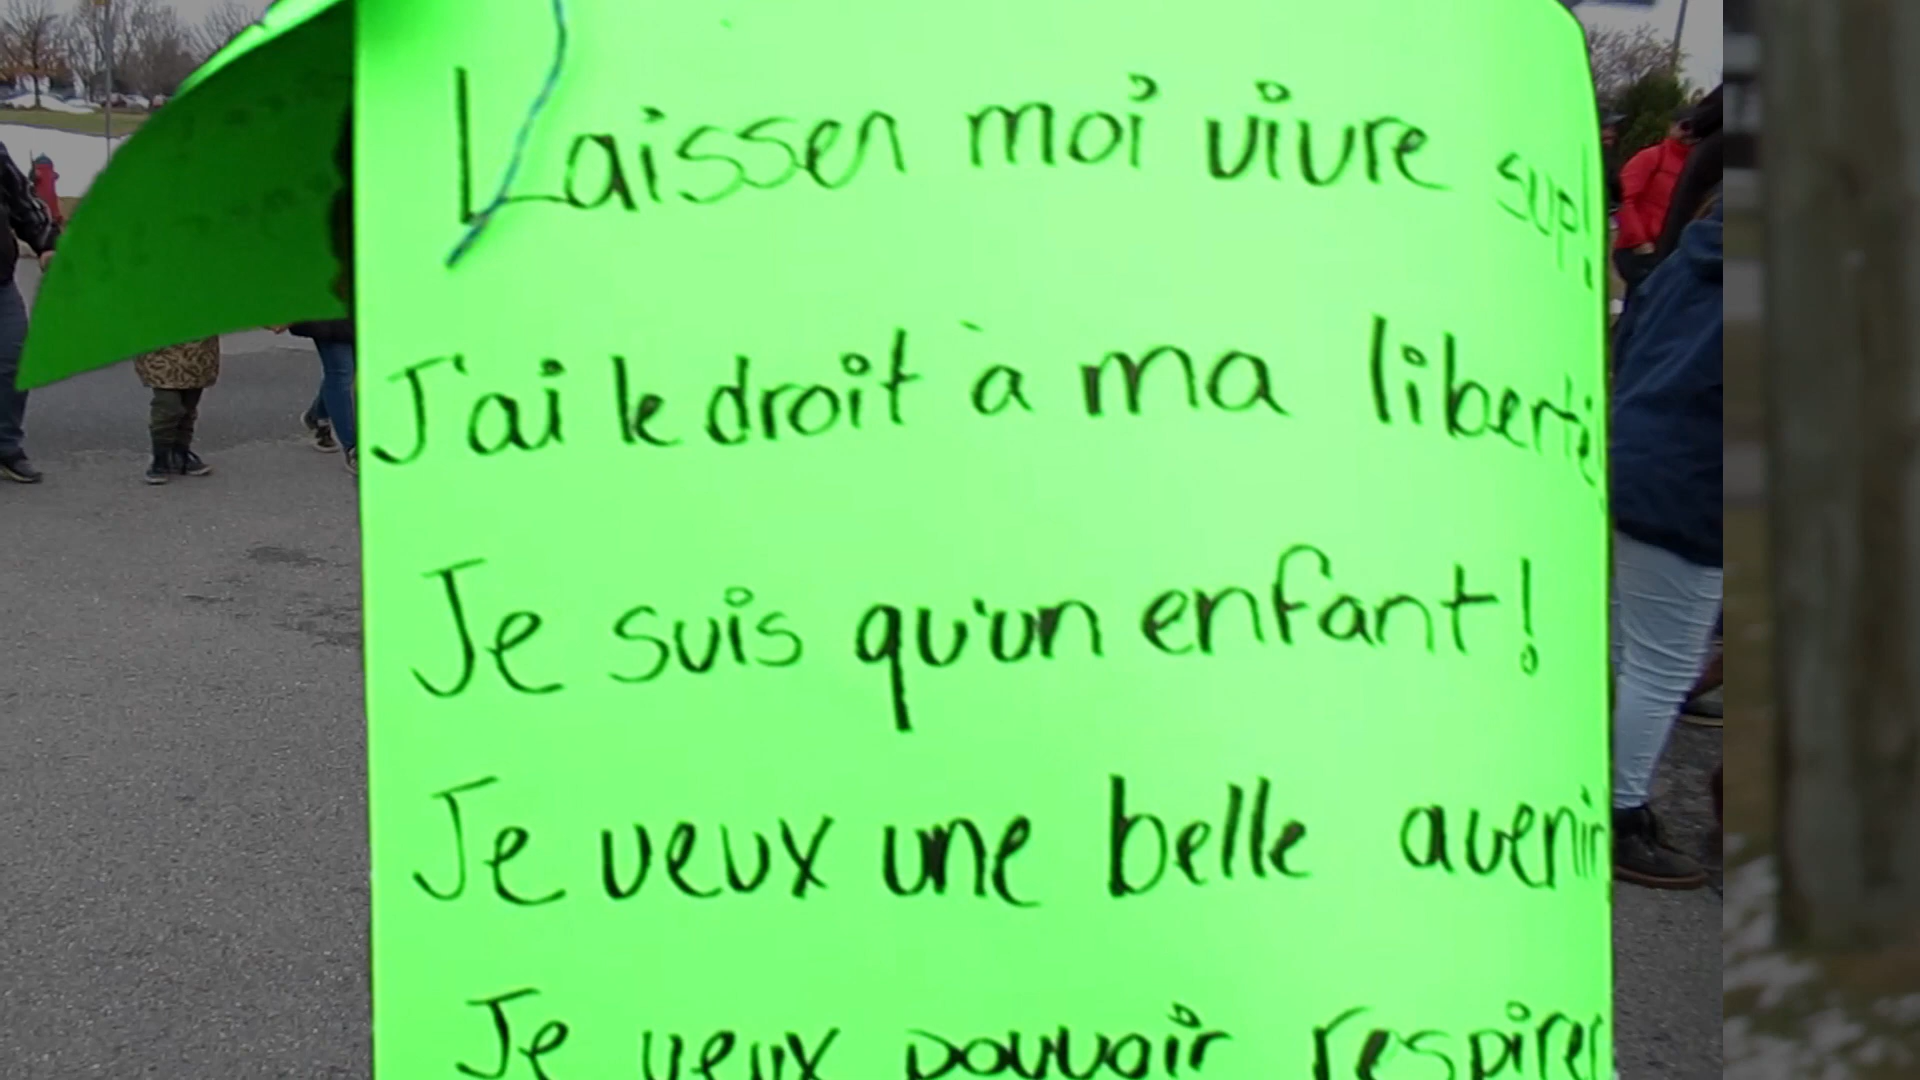 Laisser moi vivre svp!
J'ai le droit à ma liberté
Je suis qu'un enfant!
Je veux une belle avenir
Je veux pouvoir respirer